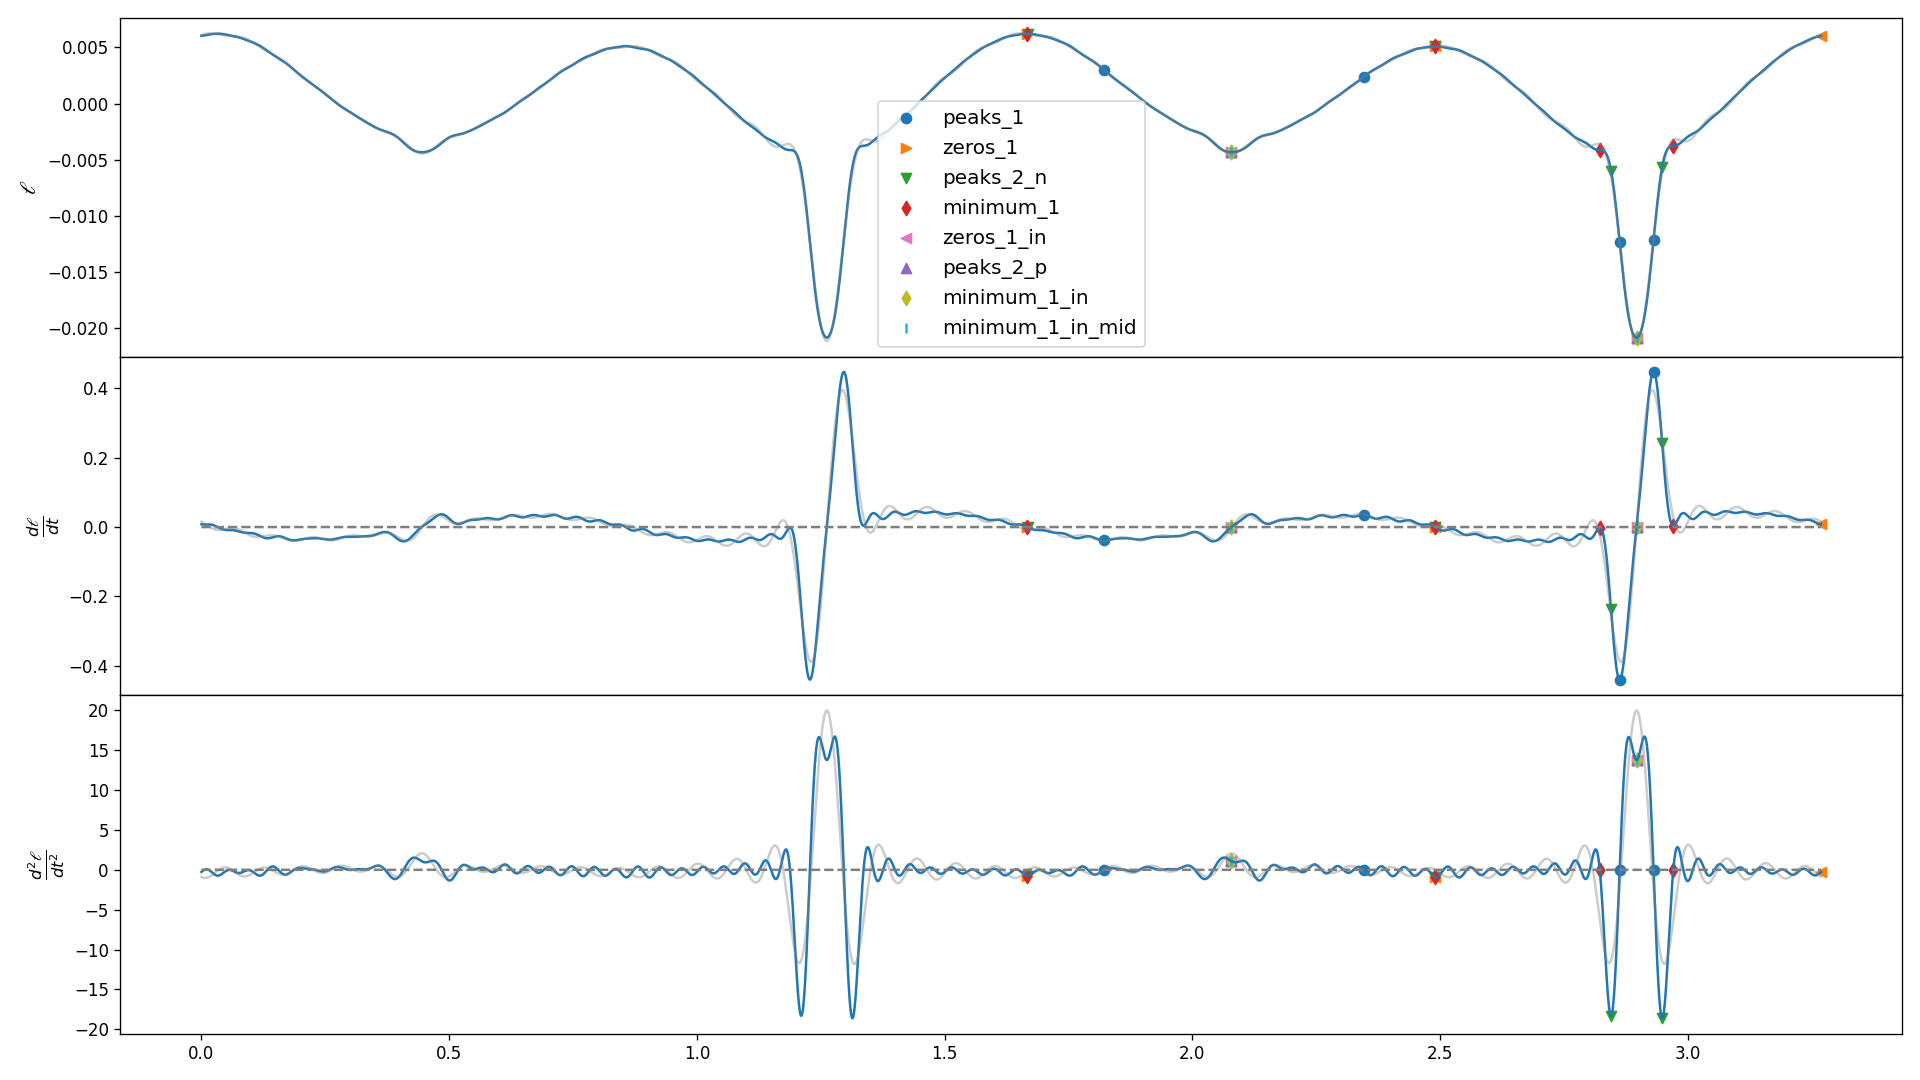 0.005
0.000
−0.005
−0.010
−0.015
−0.020
ℓ
peaks_1
zeros_1
peaks_2_n
minimum_1
zeros_1_in
peaks_2_p
minimum_1_in
minimum_1_in_mid
0.4
0.2
0.0
−0.2
−0.4
dℓ/dt
20
15
10
5
0
−5
−10
−15
−20
d²ℓ/dt²
0.0 0.5 1.0 1.5 2.0 2.5 3.0